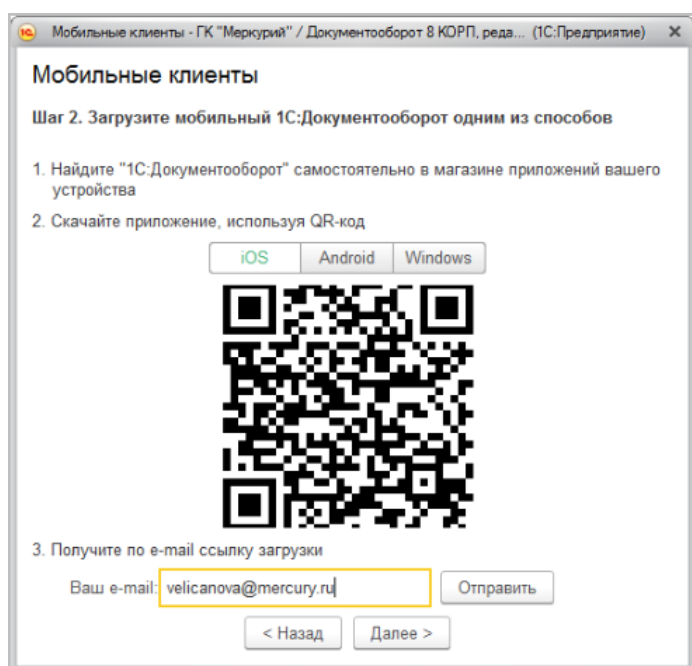 Мобильные клиенты - ГК "Меркурий" / Документооборот 8 КОРП, реда... (1С:Предприятие)
Мобильные клиенты
Шаг 2. Загрузите мобильный 1С:Документооборот одним из способов
1. Найдите "1С:Документооборот" самостоятельно в магазине приложений вашего
устройства
2. Скачайте приложение, используя QR-код
iOS Android Windows
3. Получите по e-mail ссылку загрузки
Ваш e-mail: velicanova@mercury.ru Отправить
< Назад Далее >